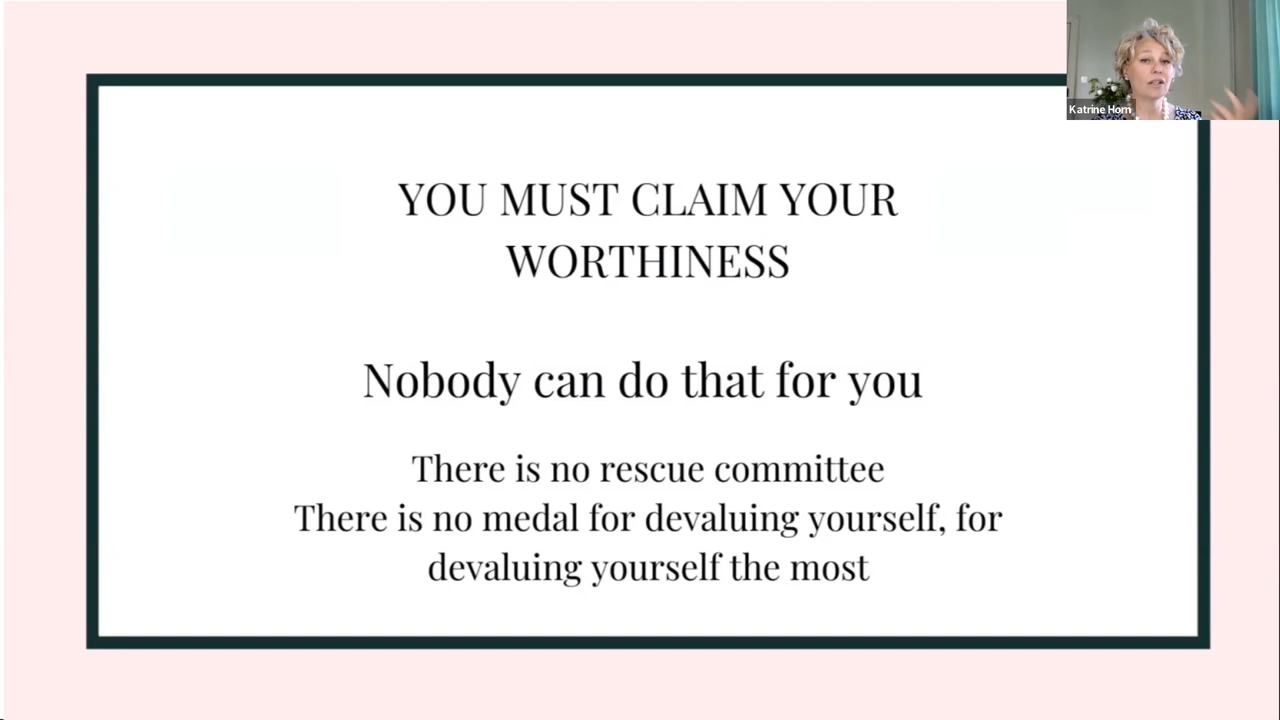 Katrine Horn
YOU MUST CLAIM YOUR
WORTHINESS
Nobody can do that for you
There is no rescue committee
There is no medal for devaluing yourself, for
devaluing yourself the most